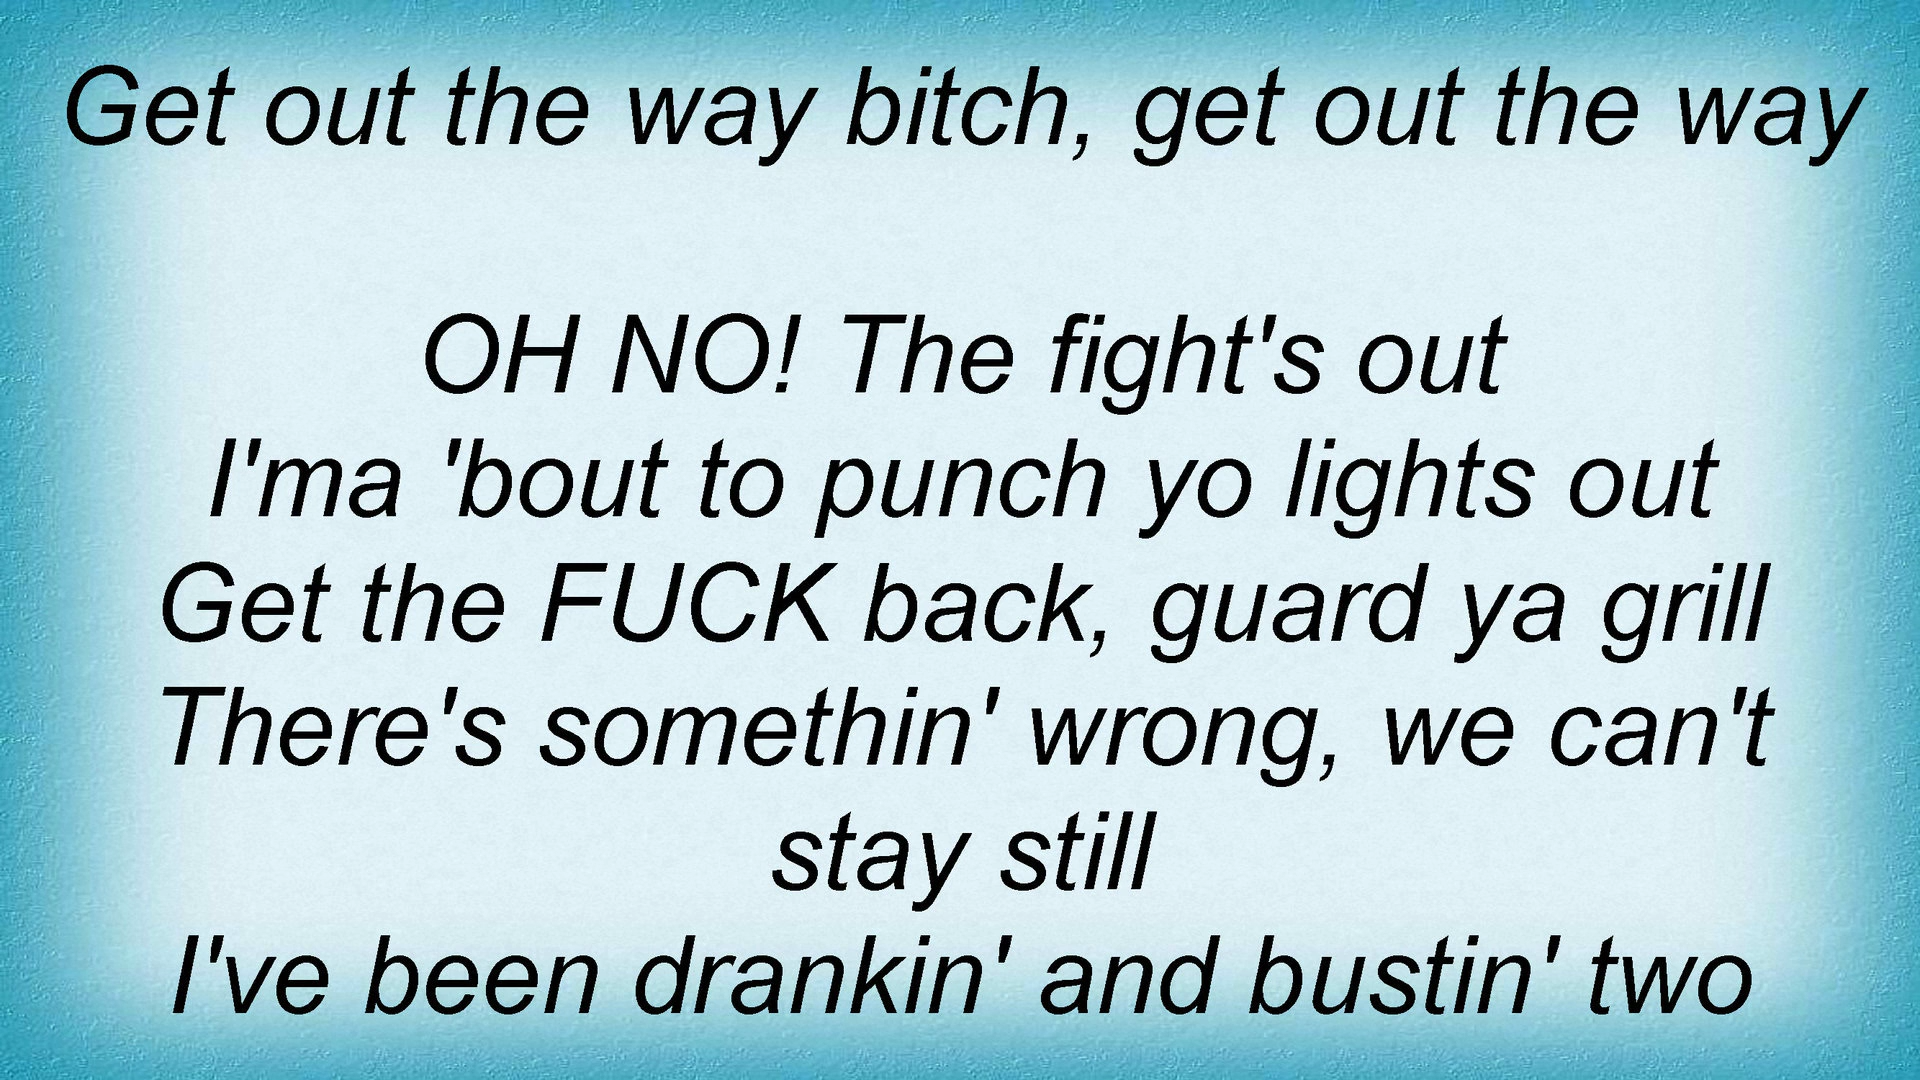 Get out the way bitch, get out the way
OH NO! The fight's out
I'ma 'bout to punch yo lights out
Get the FUCK back, guard ya grill
There's somethin' wrong, we can't
stay still
I've been drankin' and bustin' two